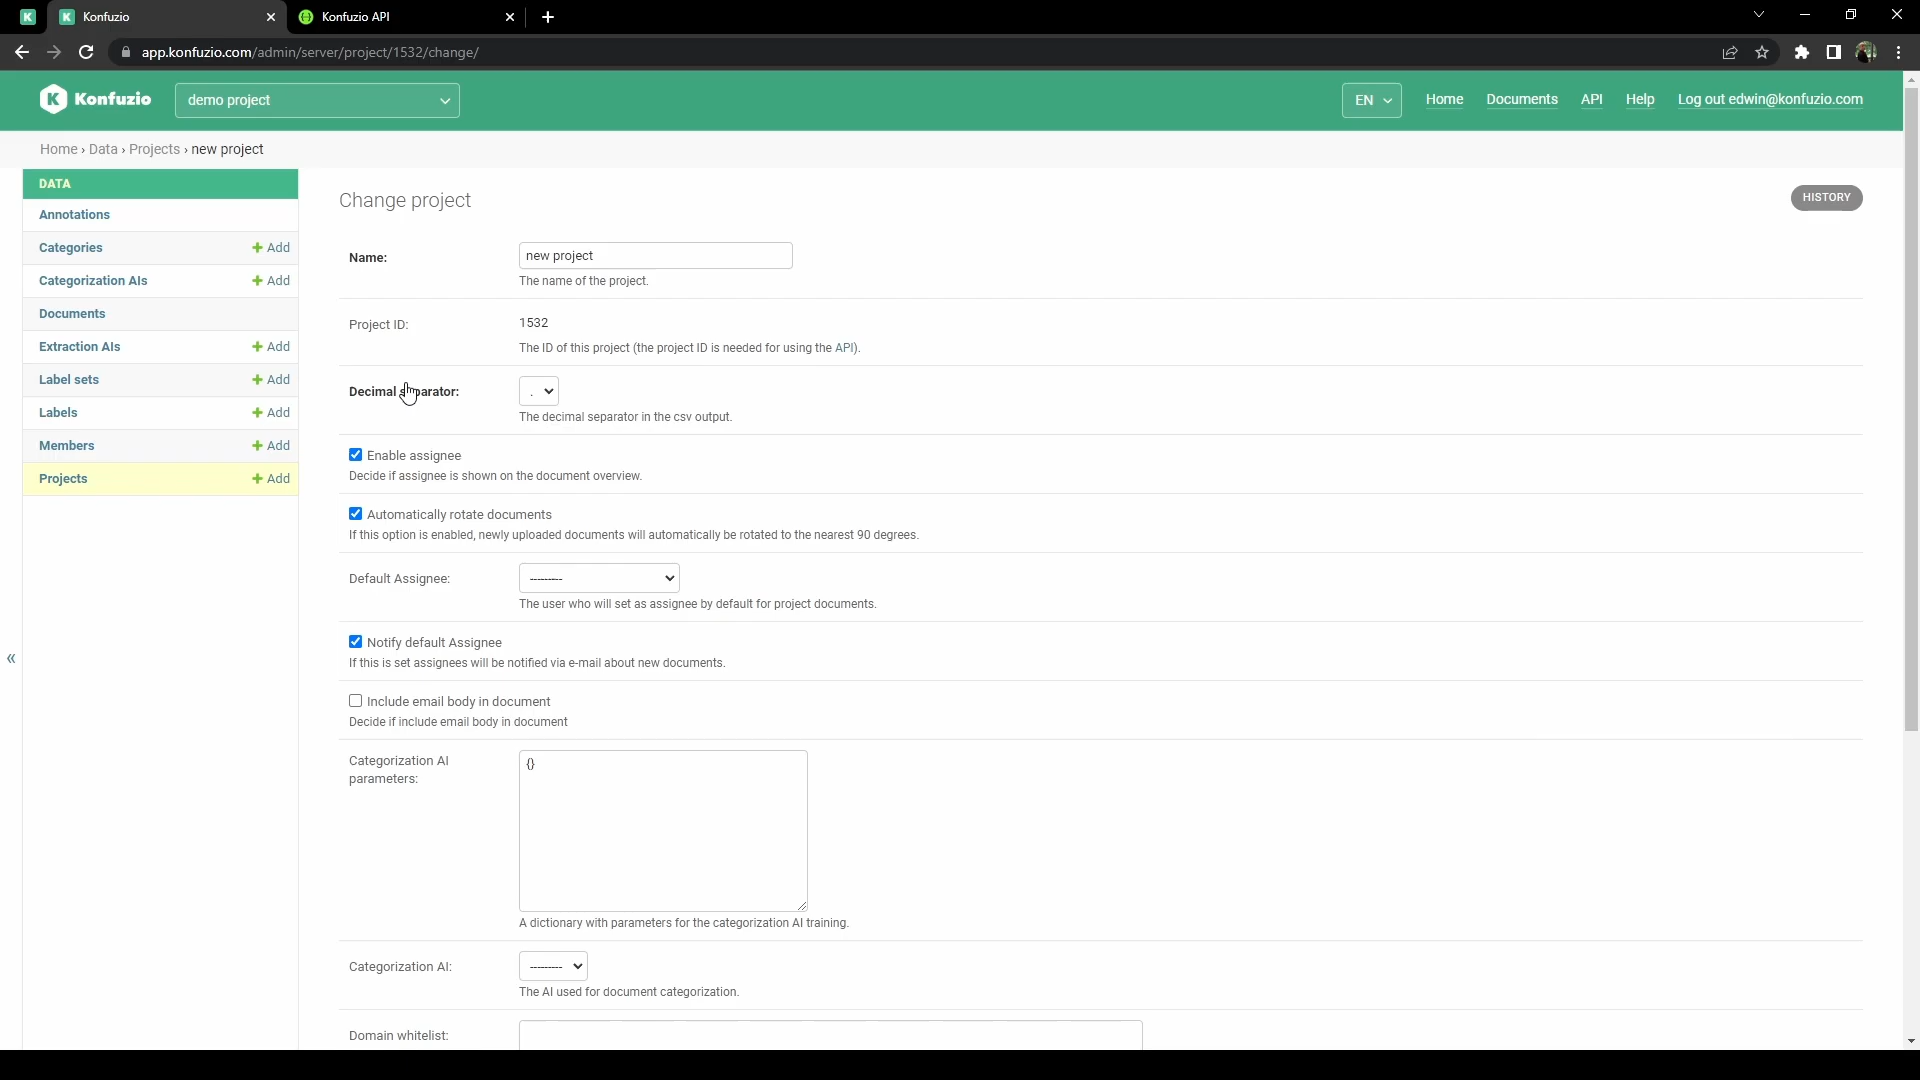 Konfuzio
Konfuzio API
app.konfuzio.com/admin/server/project/1532/change/
Konfuzio
demo project
EN
Home
Documents
API
Help
Log out edwin@konfuzio.com
Home › Data › Projects › new project
DATA
Annotations
Categories
Add
Categorization AIs
Add
Documents
Extraction AIs
Add
Label sets
Add
Labels
Add
Members
Add
Projects
Add
«
Change project
HISTORY
Name:
new project
The name of the project.
Project ID:
1532
The ID of this project (the project ID is needed for using the API).
Decimal separator:
.
The decimal separator in the csv output.
Enable assignee
Decide if assignee is shown on the document overview.
Automatically rotate documents
If this option is enabled, newly uploaded documents will automatically be rotated to the nearest 90 degrees.
Default Assignee:
---------
The user who will set as assignee by default for project documents.
Notify default Assignee
If this is set assignees will be notified via e-mail about new documents.
Include email body in document
Decide if include email body in document
Categorization AI
parameters:
{}
A dictionary with parameters for the categorization AI training.
Categorization AI:
---------
The AI used for document categorization.
Domain whitelist: